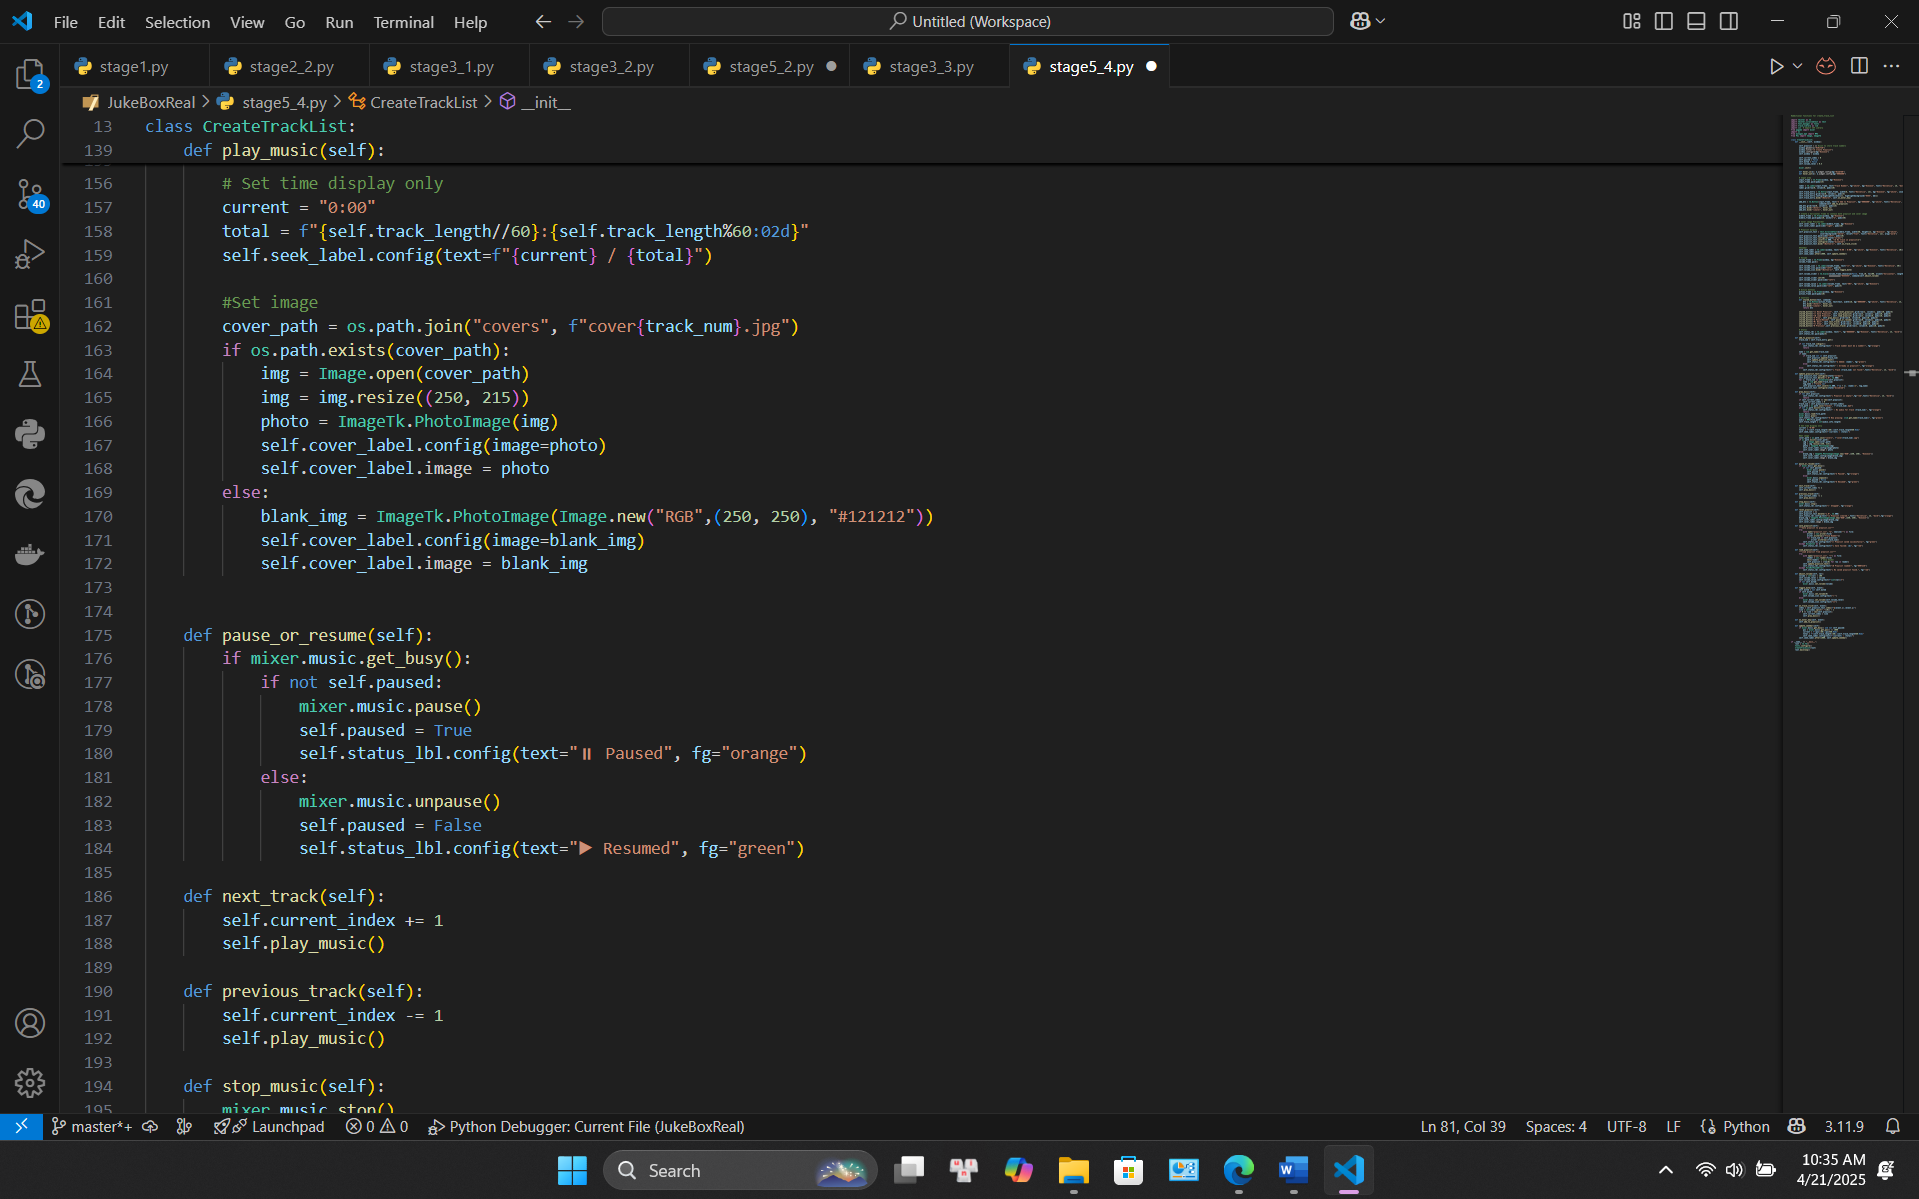 File Edit Selection View Go Run Terminal Help Untitled (Workspace)
stage1.py stage2_2.py stage3_1.py stage3_2.py stage5_2.py stage3_3.py stage5_4.py
JukeBoxReal > stage5_4.py > CreateTrackList > __init__
13 class CreateTrackList:
139 def play_music(self):
156 # Set time display only
157 current = "0:00"
158 total = f"{self.track_length//60}:{self.track_length%60:02d}"
159 self.seek_label.config(text=f"{current} / {total}")
160
161 #Set image
162 cover_path = os.path.join("covers", f"cover{track_num}.jpg")
163 if os.path.exists(cover_path):
164 img = Image.open(cover_path)
165 img = img.resize((250, 215))
166 photo = ImageTk.PhotoImage(img)
167 self.cover_label.config(image=photo)
168 self.cover_label.image = photo
169 else:
170 blank_img = ImageTk.PhotoImage(Image.new("RGB",(250, 250), "#121212"))
171 self.cover_label.config(image=blank_img)
172 self.cover_label.image = blank_img
173
174
175 def pause_or_resume(self):
176 if mixer.music.get_busy():
177 if not self.paused:
178 mixer.music.pause()
179 self.paused = True
180 self.status_lbl.config(text="⏸ Paused", fg="orange")
181 else:
182 mixer.music.unpause()
183 self.paused = False
184 self.status_lbl.config(text="▶ Resumed", fg="green")
185
186 def next_track(self):
187 self.current_index += 1
188 self.play_music()
189
190 def previous_track(self):
191 self.current_index -= 1
192 self.play_music()
193
194 def stop_music(self):
195 mixer.music.stop()
2
40
master*+ Launchpad 0 0 Python Debugger: Current File (JukeBoxReal) Ln 81, Col 39 Spaces: 4 UTF-8 LF Python 3.11.9
Search
10:35 AM
4/21/2025